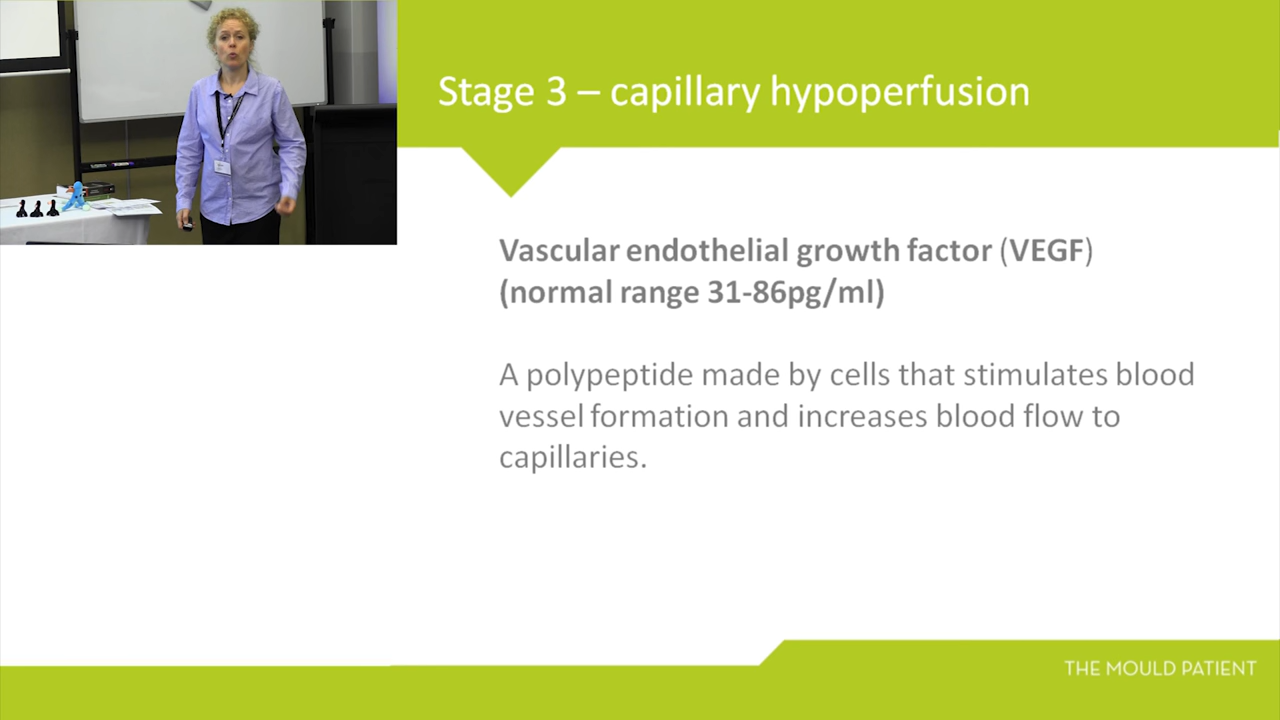 Stage 3 – capillary hypoperfusion
Vascular endothelial growth factor (VEGF)
(normal range 31-86pg/ml)
A polypeptide made by cells that stimulates blood
vessel formation and increases blood flow to
capillaries.
THE MOULD PATIENT